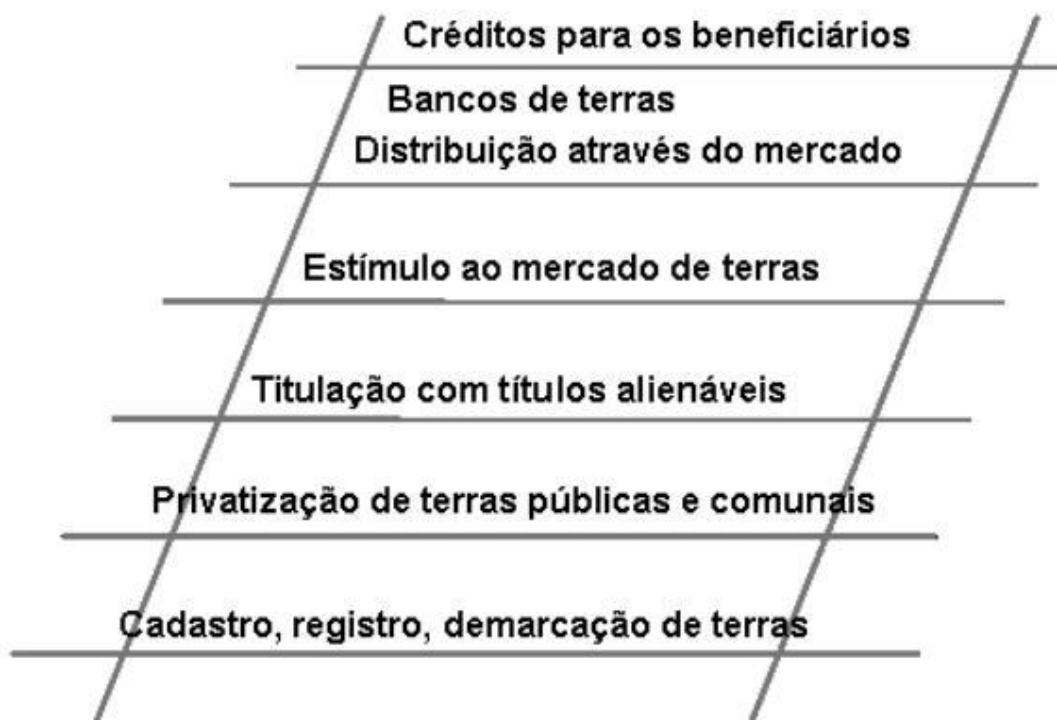 Créditos para os beneficiários
Bancos de terras
Distribuição através do mercado
Estímulo ao mercado de terras
Titulação com títulos alienáveis
Privatização de terras públicas e comunais
Cadastro, registro, demarcação de terras